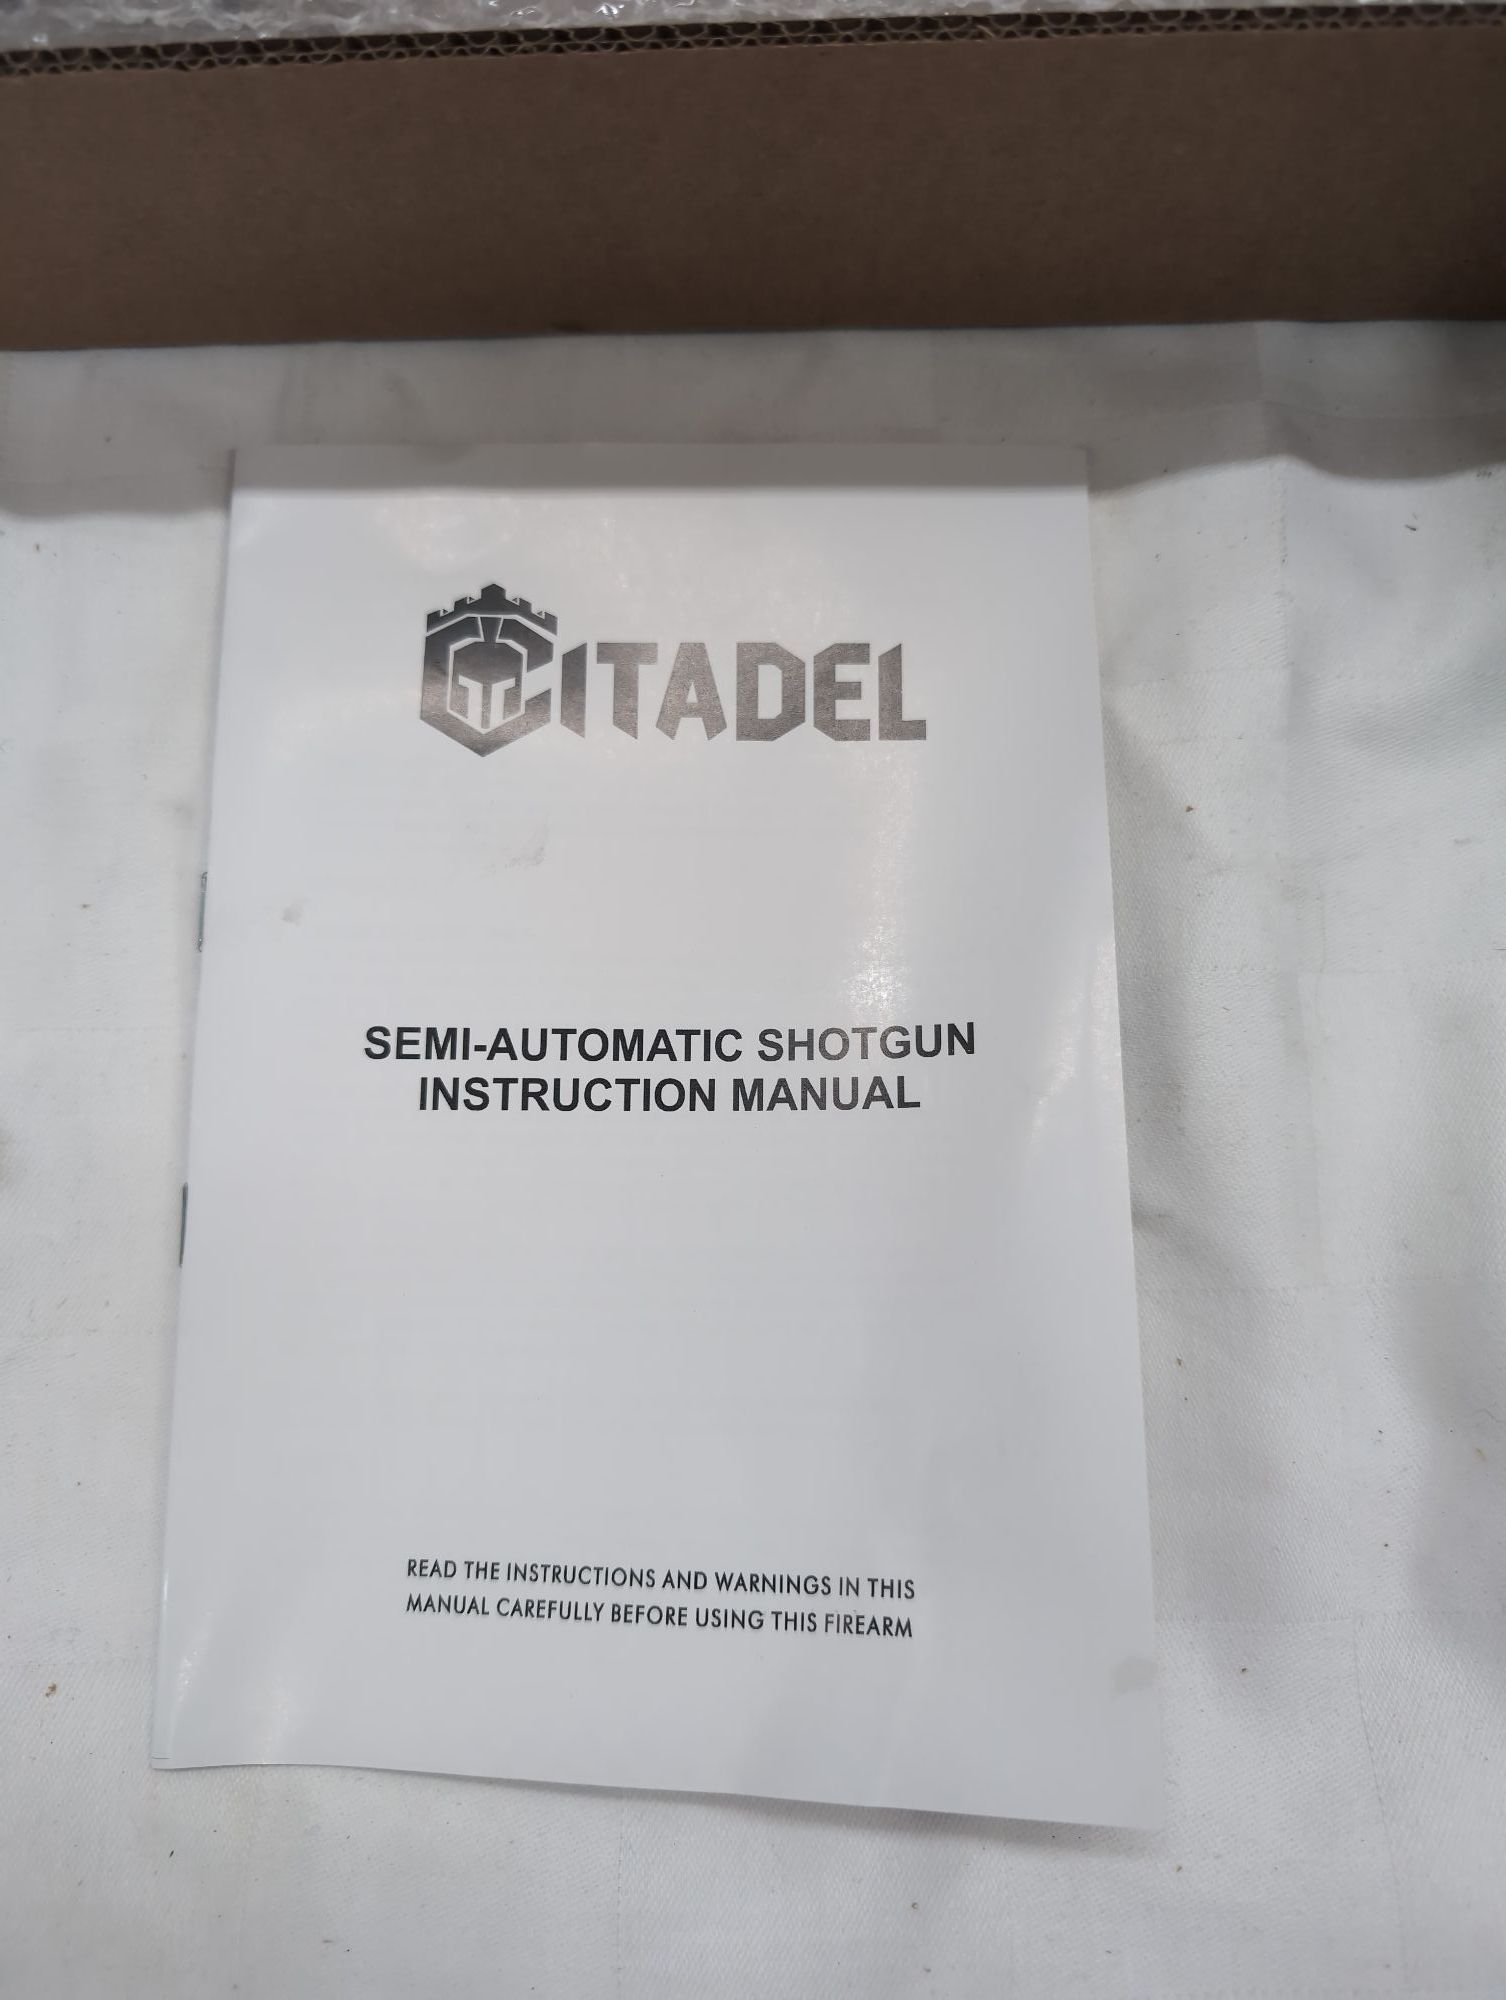 CITADEL
SEMI-AUTOMATIC SHOTGUN
INSTRUCTION MANUAL
READ THE INSTRUCTIONS AND WARNINGS IN THIS
MANUAL CAREFULLY BEFORE USING THIS FIREARM